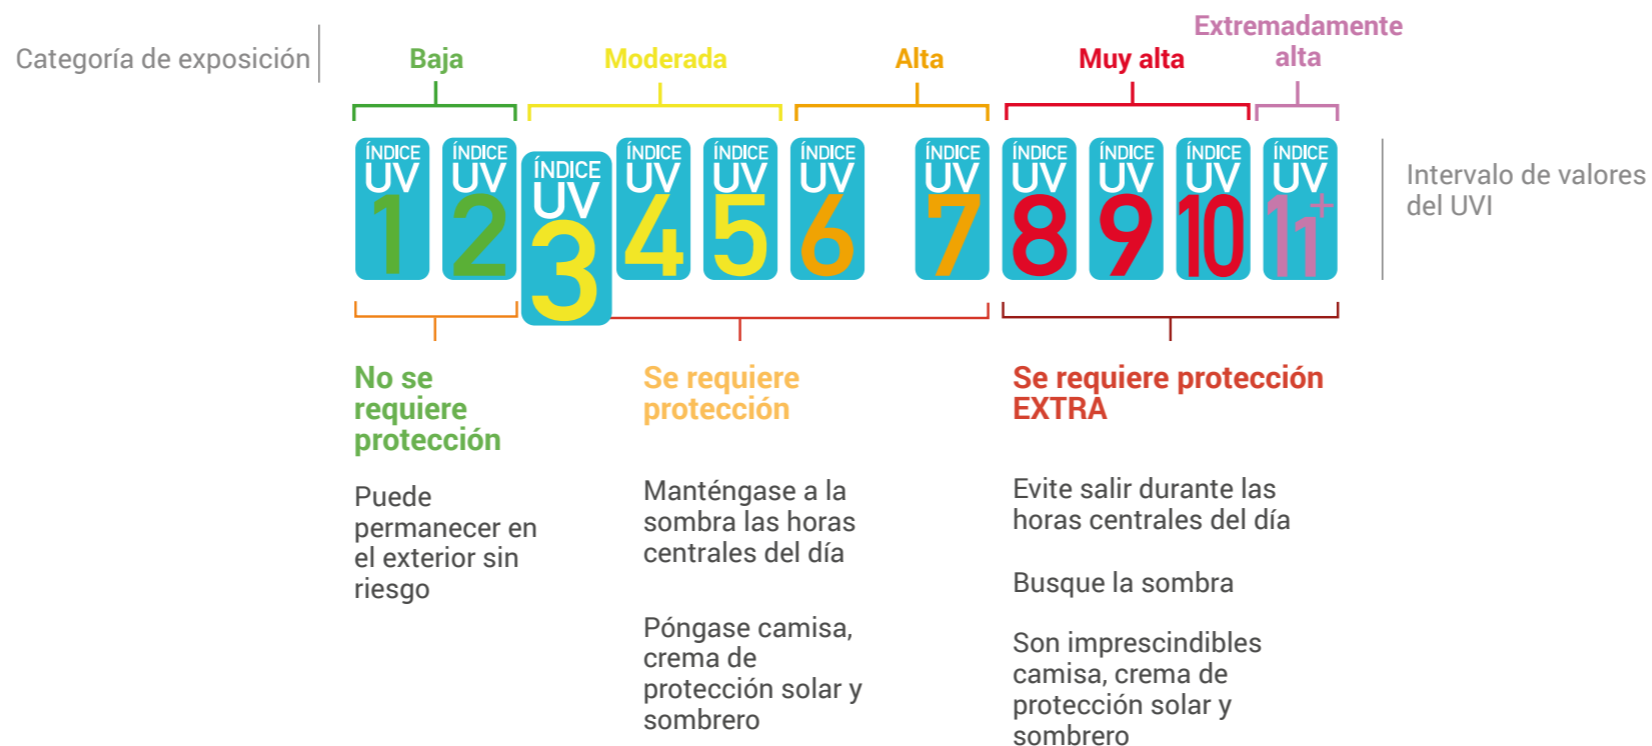 Categoría de exposición
Baja
Moderada
Alta
Muy alta
Extremadamente
alta
ÍNDICE
UV
1
ÍNDICE
UV
2
ÍNDICE
UV
3
ÍNDICE
UV
4
ÍNDICE
UV
5
ÍNDICE
UV
6
ÍNDICE
UV
7
ÍNDICE
UV
8
ÍNDICE
UV
9
ÍNDICE
UV
10
ÍNDICE
UV
11+
Intervalo de valores
del UVI
No se
requiere
protección
Puede
permanecer en
el exterior sin
riesgo
Se requiere
protección
Manténgase a la
sombra las horas
centrales del día
Póngase camisa,
crema de
protección solar y
sombrero
Se requiere protección
EXTRA
Evite salir durante las
horas centrales del día
Busque la sombra
Son imprescindibles
camisa, crema de
protección solar y
sombrero